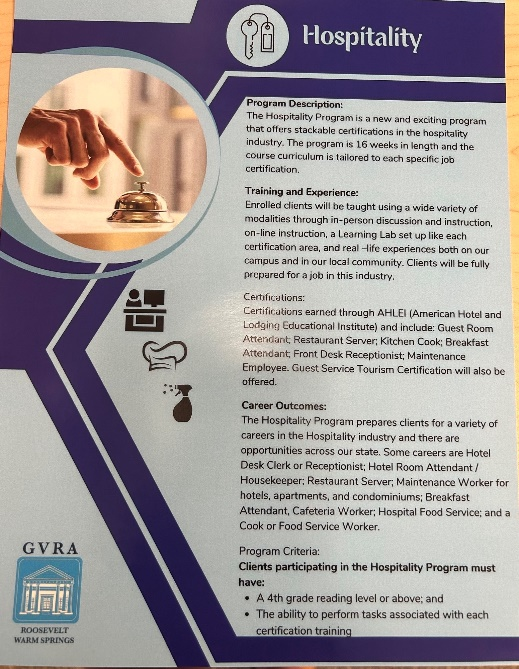 Hospitality
Program Description:
The Hospitality Program is a new and exciting program
that offers stackable certifications in the hospitality
industry. The program is 16 weeks in length and the
course curriculum is tailored to each specific job
certification.
Training and Experience:
Enrolled clients will be taught using a wide variety of
modalities through in-person discussion and instruction,
on-line instruction, a Learning Lab set up like each
certification area, and real -life experiences both on our
campus and in our local community. Clients will be fully
prepared for a job in this industry.
Certifications:
Certifications earned through AHLEI (American Hotel and
Lodging Educational Institute) and include: Guest Room
Attendant; Restaurant Server; Kitchen Cook; Breakfast
Attendant; Front Desk Receptionist; Maintenance
Employee. Guest Service Tourism Certification will also be
offered.
Career Outcomes:
The Hospitality Program prepares clients for a variety of
careers in the Hospitality industry and there are
opportunities across our state. Some careers are Hotel
Desk Clerk or Receptionist; Hotel Room Attendant /
Housekeeper; Restaurant Server; Maintenance Worker for
hotels, apartments, and condominiums; Breakfast
Attendant, Cafeteria Worker; Hospital Food Service; and a
Cook or Food Service Worker.
Program Criteria:
Clients participating in the Hospitality Program must
have:
• A 4th grade reading level or above; and
• The ability to perform tasks associated with each
certification training
GVRA
ROOSEVELT
WARM SPRINGS